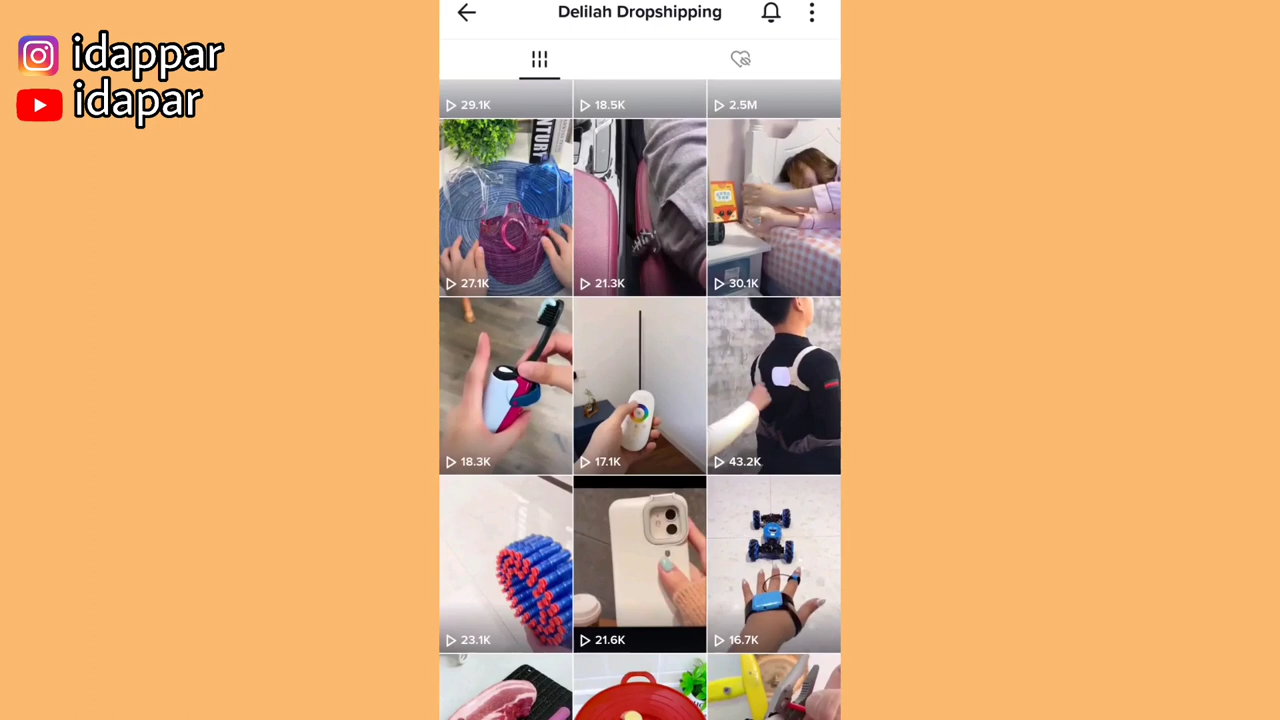 idappar
idapar
Delilah Dropshipping
29.1K
18.5K
2.5M
NTURY
27.1K
21.3K
30.1K
18.3K
17.1K
43.2K
23.1K
21.6K
16.7K